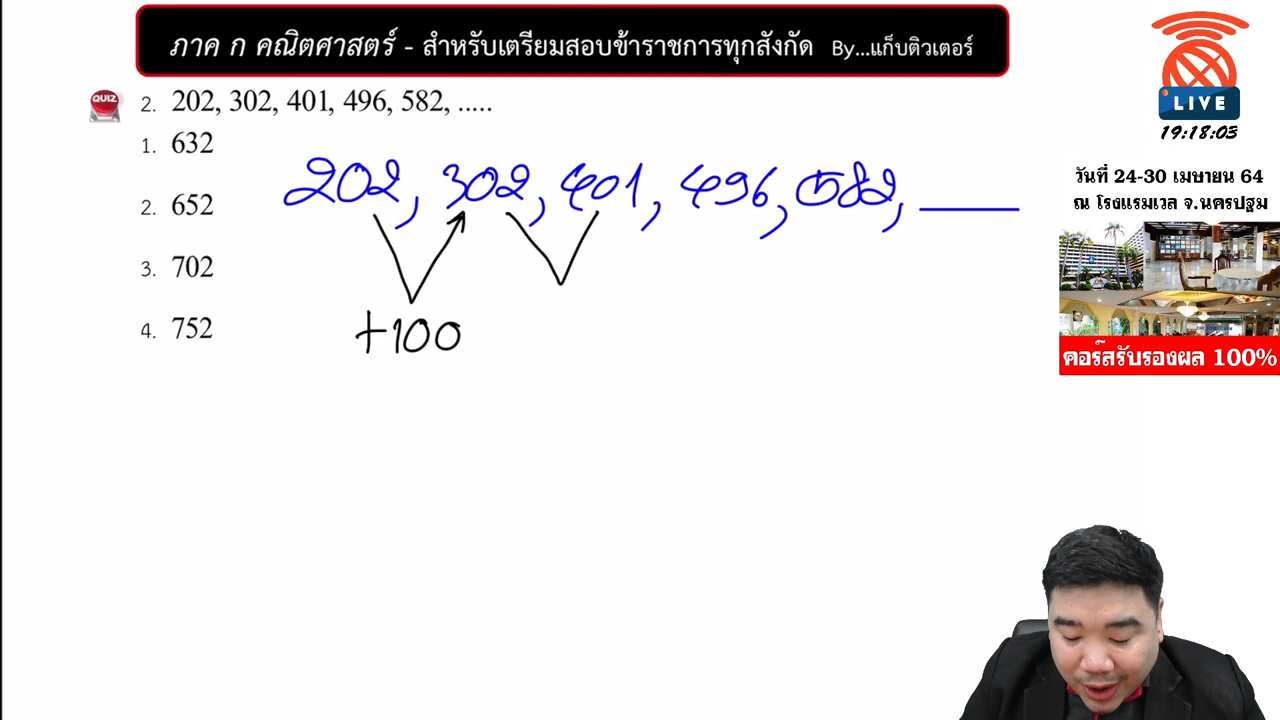 ภาค ก คณิตศาสตร์ - สำหรับเตรียมสอบข้าราชการทุกสังกัด By...แก็บติวเตอร์
LIVE
19:18:03
QUIZ
2. 202, 302, 401, 496, 582, .....
1. 632
2. 652
3. 702
4. 752
202, 302, 401, 496, 582, ____
+100
วันที่ 24-30 เมษายน 64
ณ โรงแรมเวล จ.นครปฐม
คอร๊สรับรองผล 100%